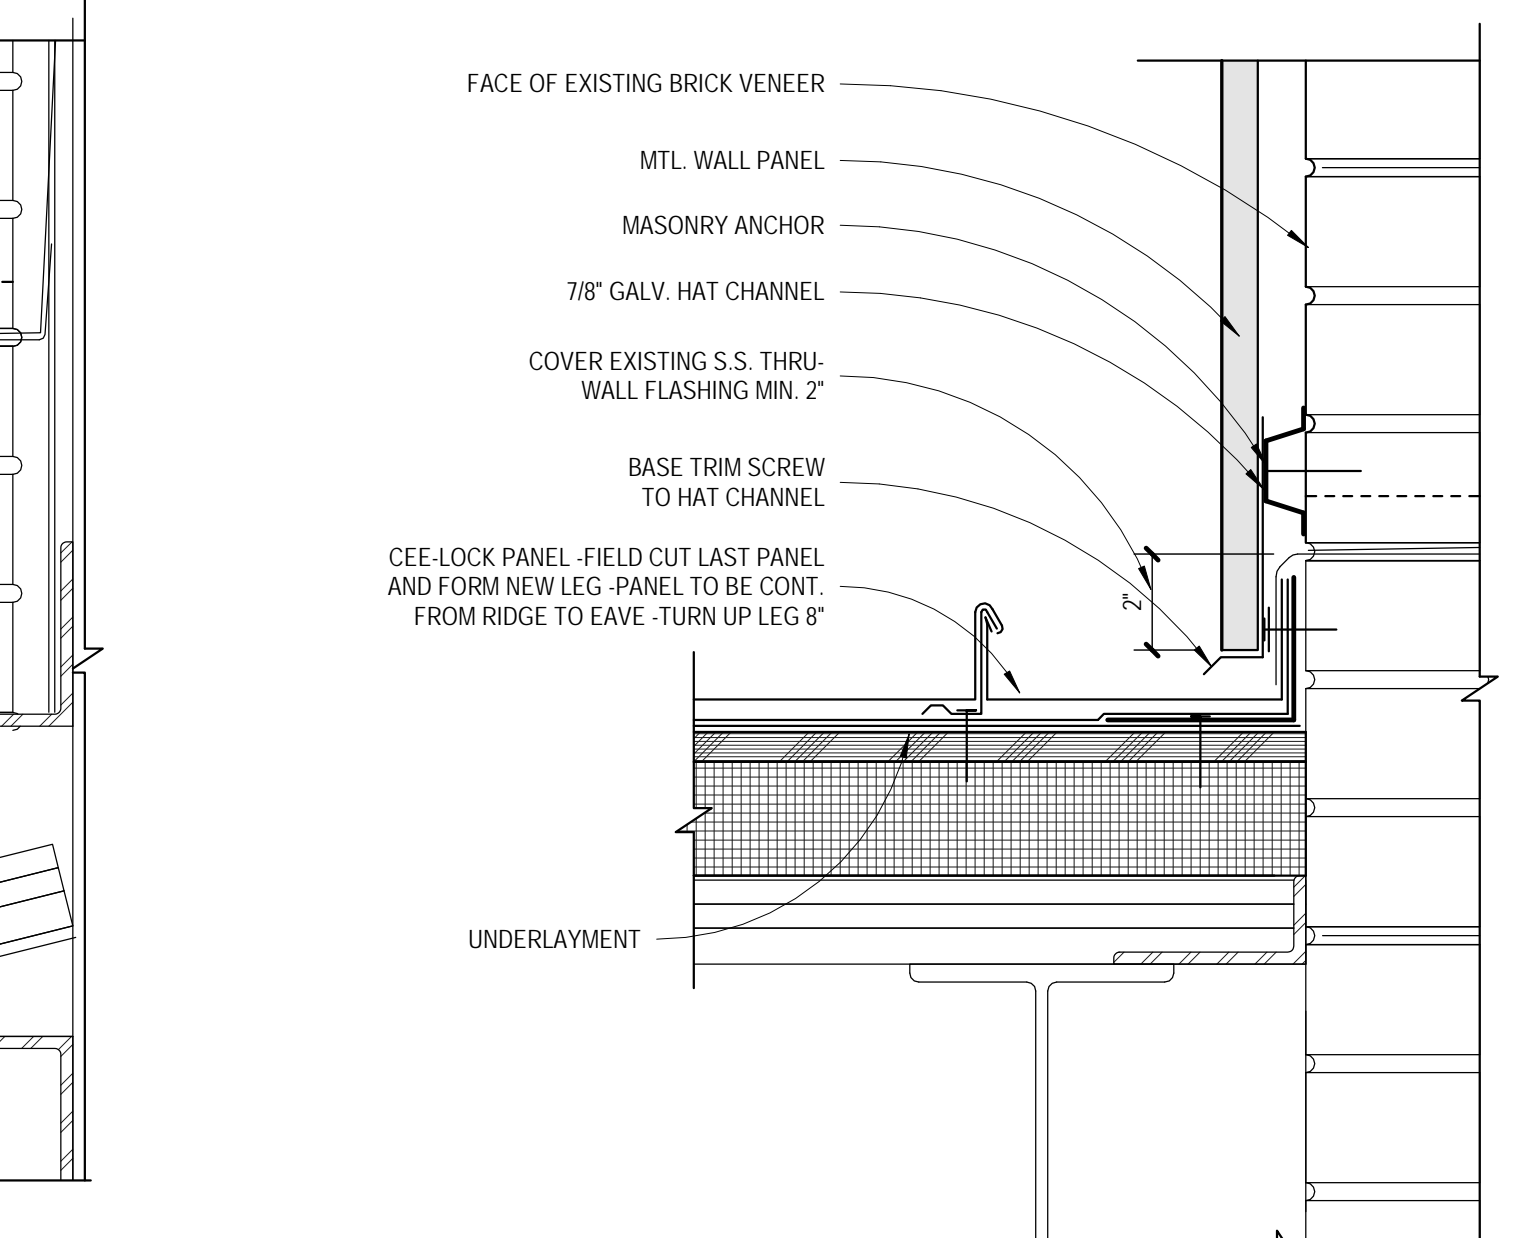 FACE OF EXISTING BRICK VENEER
MTL. WALL PANEL
MASONRY ANCHOR
7/8" GALV. HAT CHANNEL
COVER EXISTING S.S. THRU-
WALL FLASHING MIN. 2"
BASE TRIM SCREW
TO HAT CHANNEL
CEE-LOCK PANEL -FIELD CUT LAST PANEL
AND FORM NEW LEG -PANEL TO BE CONT.
FROM RIDGE TO EAVE -TURN UP LEG 8"
2"
UNDERLAYMENT